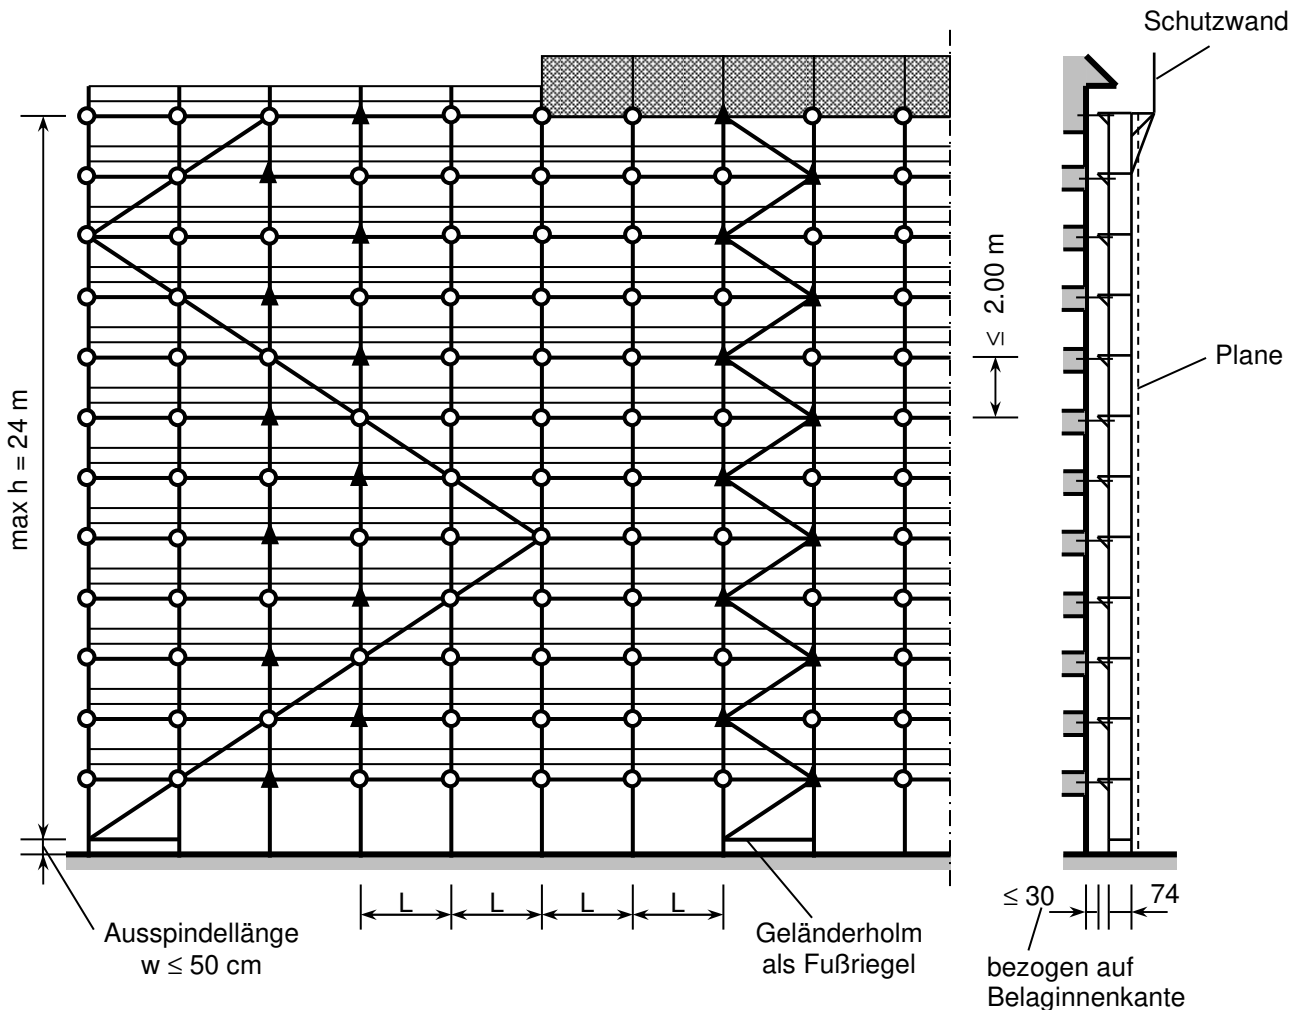 Schutzwand
≤ 2.00 m
Plane
max h = 24 m
L L L L
≤ 30 74
Ausspindellänge
w ≤ 50 cm
Geländerholm
als Fußriegel
bezogen auf
Belaginnenkante